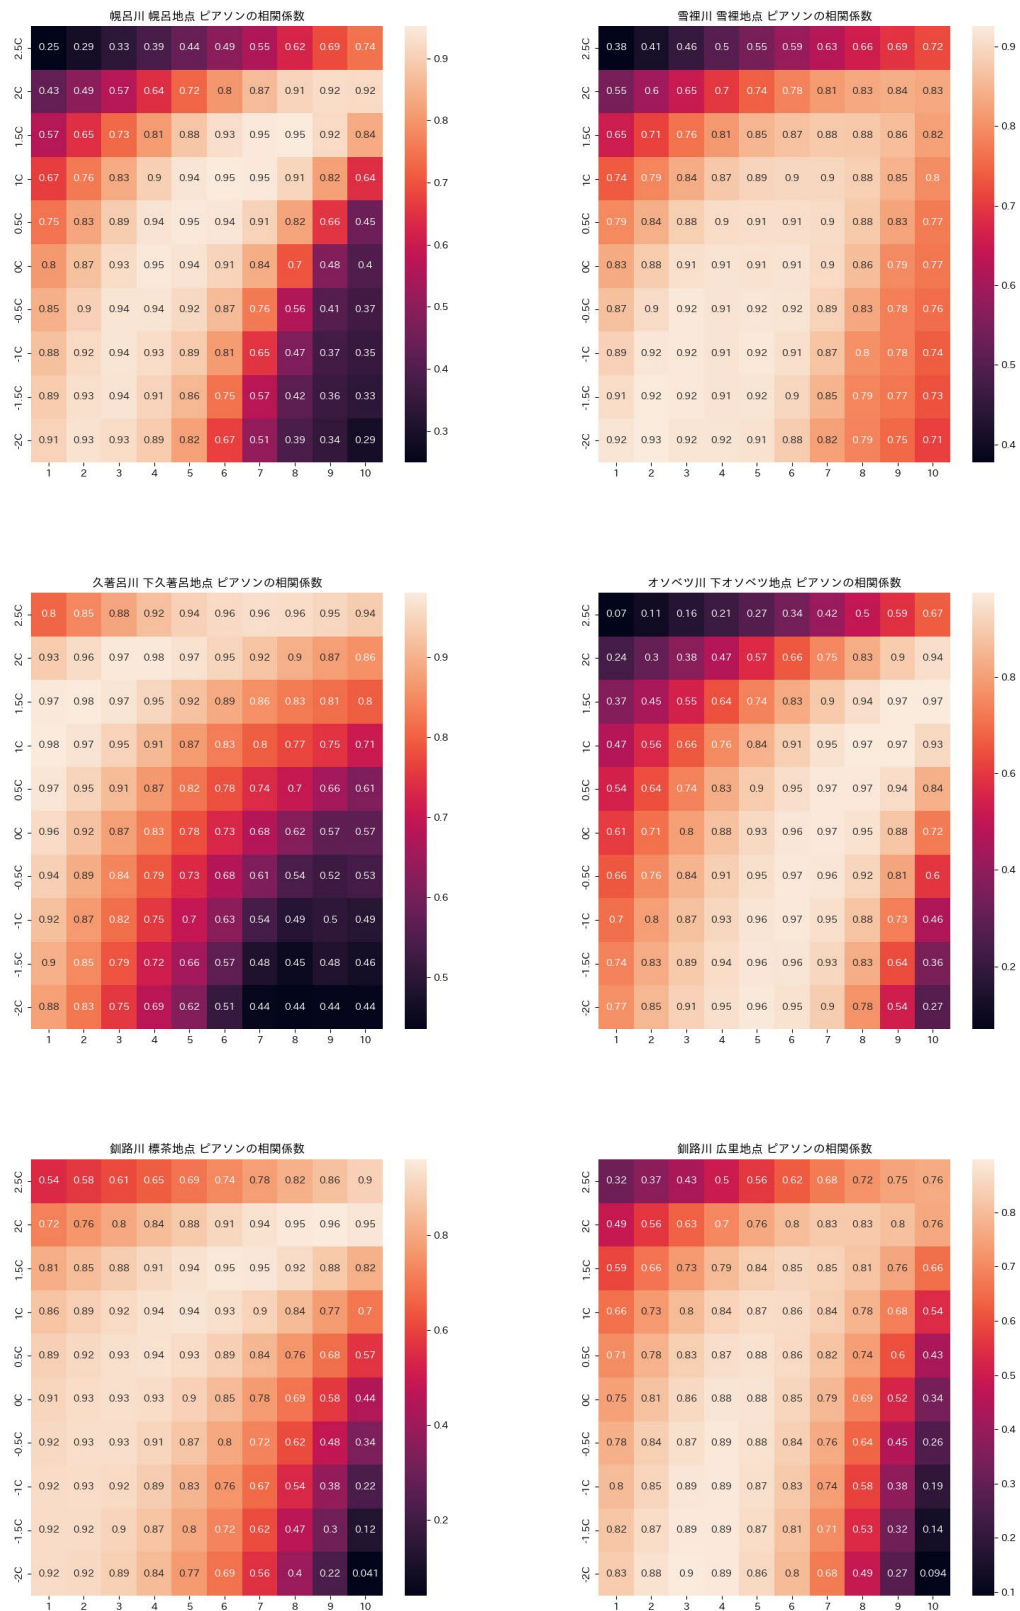 幌呂川 幌呂地点 ピアソンの相関係数
2.5C 0.25 0.29 0.33 0.39 0.44 0.49 0.55 0.62 0.69 0.74
2C 0.43 0.49 0.57 0.64 0.72 0.8 0.87 0.91 0.92 0.92
1.5C 0.57 0.65 0.73 0.81 0.88 0.93 0.95 0.95 0.92 0.84
1C 0.67 0.76 0.83 0.9 0.94 0.95 0.95 0.91 0.82 0.64
0.5C 0.75 0.83 0.89 0.94 0.95 0.94 0.91 0.82 0.66 0.45
0C 0.8 0.87 0.93 0.95 0.94 0.91 0.84 0.7 0.48 0.4
-0.5C 0.85 0.9 0.94 0.94 0.92 0.87 0.76 0.56 0.41 0.37
-1C 0.88 0.92 0.94 0.93 0.89 0.81 0.65 0.47 0.37 0.35
-1.5C 0.89 0.93 0.94 0.91 0.86 0.75 0.57 0.42 0.36 0.33
-2C 0.91 0.93 0.93 0.89 0.82 0.67 0.51 0.39 0.34 0.29
1 2 3 4 5 6 7 8 9 10
0.9
0.8
0.7
0.6
0.5
0.4
0.3
雪裡川 雪裡地点 ピアソンの相関係数
2.5C 0.38 0.41 0.46 0.5 0.55 0.59 0.63 0.66 0.69 0.72
2C 0.55 0.6 0.65 0.7 0.74 0.78 0.81 0.83 0.84 0.83
1.5C 0.65 0.71 0.76 0.81 0.85 0.87 0.88 0.88 0.86 0.82
1C 0.74 0.79 0.84 0.87 0.89 0.9 0.9 0.88 0.85 0.8
0.5C 0.79 0.84 0.88 0.9 0.91 0.91 0.9 0.88 0.83 0.77
0C 0.83 0.88 0.91 0.91 0.91 0.91 0.9 0.86 0.79 0.77
-0.5C 0.87 0.9 0.92 0.91 0.92 0.92 0.89 0.83 0.78 0.76
-1C 0.89 0.92 0.92 0.91 0.92 0.91 0.87 0.8 0.78 0.74
-1.5C 0.91 0.92 0.92 0.91 0.92 0.9 0.85 0.79 0.77 0.73
-2C 0.92 0.93 0.92 0.92 0.91 0.88 0.82 0.79 0.75 0.71
1 2 3 4 5 6 7 8 9 10
0.9
0.8
0.7
0.6
0.5
0.4
久著呂川 下久著呂地点 ピアソンの相関係数
2.5C 0.8 0.85 0.88 0.92 0.94 0.96 0.96 0.96 0.95 0.94
2C 0.93 0.96 0.97 0.98 0.97 0.95 0.92 0.9 0.87 0.86
1.5C 0.97 0.98 0.97 0.95 0.92 0.89 0.86 0.83 0.81 0.8
1C 0.98 0.97 0.95 0.91 0.87 0.83 0.8 0.77 0.75 0.71
0.5C 0.97 0.95 0.91 0.87 0.82 0.78 0.74 0.7 0.66 0.61
0C 0.96 0.92 0.87 0.83 0.78 0.73 0.68 0.62 0.57 0.57
-0.5C 0.94 0.89 0.84 0.79 0.73 0.68 0.61 0.54 0.52 0.53
-1C 0.92 0.87 0.82 0.75 0.7 0.63 0.54 0.49 0.5 0.49
-1.5C 0.9 0.85 0.79 0.72 0.66 0.57 0.48 0.45 0.48 0.46
-2C 0.88 0.83 0.75 0.69 0.62 0.51 0.44 0.44 0.44 0.44
1 2 3 4 5 6 7 8 9 10
0.9
0.8
0.7
0.6
0.5
オソベツ川 下オソベツ地点 ピアソンの相関係数
2.5C 0.07 0.11 0.16 0.21 0.27 0.34 0.42 0.5 0.59 0.67
2C 0.24 0.3 0.38 0.47 0.57 0.66 0.75 0.83 0.9 0.94
1.5C 0.37 0.45 0.55 0.64 0.74 0.83 0.9 0.94 0.97 0.97
1C 0.47 0.56 0.66 0.76 0.84 0.91 0.95 0.97 0.97 0.93
0.5C 0.54 0.64 0.74 0.83 0.9 0.95 0.97 0.97 0.94 0.84
0C 0.61 0.71 0.8 0.88 0.93 0.96 0.97 0.95 0.88 0.72
-0.5C 0.66 0.76 0.84 0.91 0.95 0.97 0.96 0.92 0.81 0.6
-1C 0.7 0.8 0.87 0.93 0.96 0.97 0.95 0.88 0.73 0.46
-1.5C 0.74 0.83 0.89 0.94 0.96 0.96 0.93 0.83 0.64 0.36
-2C 0.77 0.85 0.91 0.95 0.96 0.95 0.9 0.78 0.54 0.27
1 2 3 4 5 6 7 8 9 10
0.8
0.6
0.4
0.2
釧路川 標茶地点 ピアソンの相関係数
2.5C 0.54 0.58 0.61 0.65 0.69 0.74 0.78 0.82 0.86 0.9
2C 0.72 0.76 0.8 0.84 0.88 0.91 0.94 0.95 0.96 0.95
1.5C 0.81 0.85 0.88 0.91 0.94 0.95 0.95 0.92 0.88 0.82
1C 0.86 0.89 0.92 0.94 0.94 0.93 0.9 0.84 0.77 0.7
0.5C 0.89 0.92 0.93 0.94 0.93 0.89 0.84 0.76 0.68 0.57
0C 0.91 0.93 0.93 0.93 0.9 0.85 0.78 0.69 0.58 0.44
-0.5C 0.92 0.93 0.93 0.91 0.87 0.8 0.72 0.62 0.48 0.34
-1C 0.92 0.93 0.92 0.89 0.83 0.76 0.67 0.54 0.38 0.22
-1.5C 0.92 0.92 0.9 0.87 0.8 0.72 0.62 0.47 0.3 0.12
-2C 0.92 0.92 0.89 0.84 0.77 0.69 0.56 0.4 0.22 0.041
1 2 3 4 5 6 7 8 9 10
0.8
0.6
0.4
0.2
釧路川 広里地点 ピアソンの相関係数
2.5C 0.32 0.37 0.43 0.5 0.56 0.62 0.68 0.72 0.75 0.76
2C 0.49 0.56 0.63 0.7 0.76 0.8 0.83 0.83 0.8 0.76
1.5C 0.59 0.66 0.73 0.79 0.84 0.85 0.85 0.81 0.76 0.66
1C 0.66 0.73 0.8 0.84 0.87 0.86 0.84 0.78 0.68 0.54
0.5C 0.71 0.78 0.83 0.87 0.88 0.86 0.82 0.74 0.6 0.43
0C 0.75 0.81 0.86 0.88 0.88 0.85 0.79 0.69 0.52 0.34
-0.5C 0.78 0.84 0.87 0.89 0.88 0.84 0.76 0.64 0.45 0.26
-1C 0.8 0.85 0.89 0.89 0.87 0.83 0.74 0.58 0.38 0.19
-1.5C 0.82 0.87 0.89 0.89 0.87 0.81 0.71 0.53 0.32 0.14
-2C 0.83 0.88 0.9 0.89 0.86 0.8 0.68 0.49 0.27 0.094
1 2 3 4 5 6 7 8 9 10
0.8
0.7
0.6
0.5
0.4
0.3
0.2
0.1